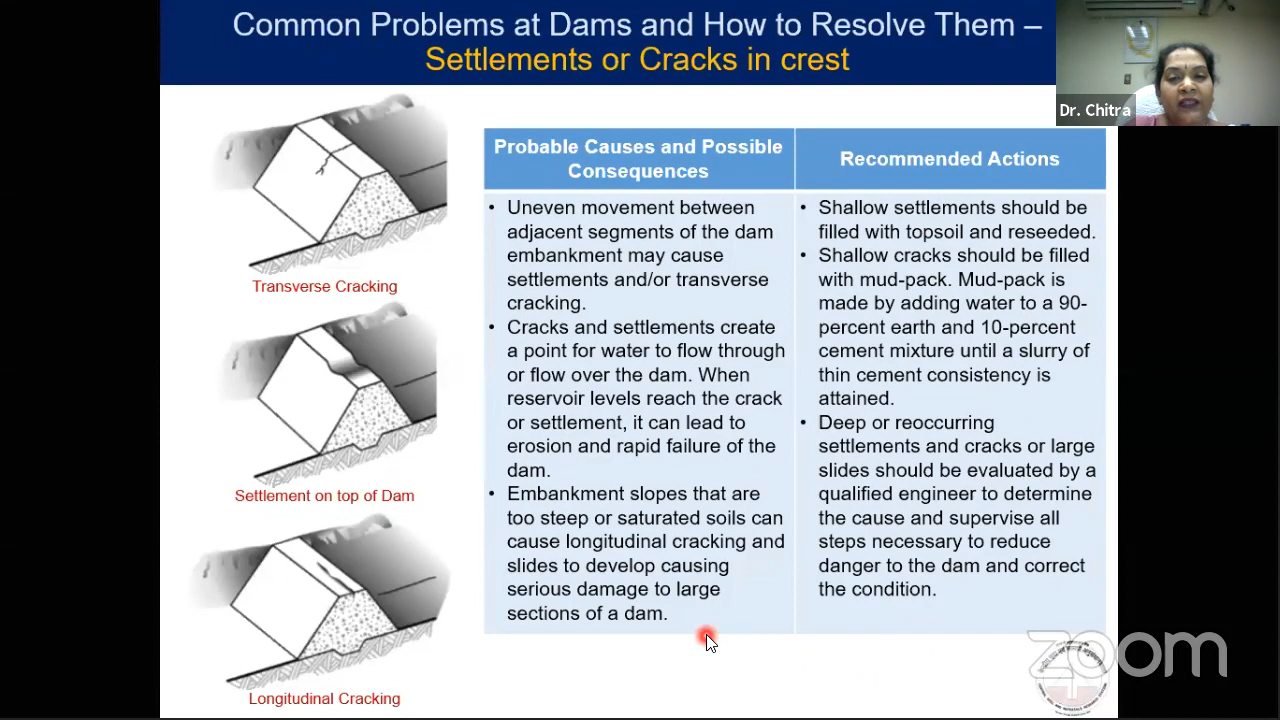 Common Problems at Dams and How to Resolve Them –
Settlements or Cracks in crest
Dr. Chitra
Transverse Cracking
Settlement on top of Dam
Longitudinal Cracking
Probable Causes and Possible
Consequences
• Uneven movement between
adjacent segments of the dam
embankment may cause
settlements and/or transverse
cracking.
• Cracks and settlements create
a point for water to flow through
or flow over the dam. When
reservoir levels reach the crack
or settlement, it can lead to
erosion and rapid failure of the
dam.
• Embankment slopes that are
too steep or saturated soils can
cause longitudinal cracking and
slides to develop causing
serious damage to large
sections of a dam.
Recommended Actions
• Shallow settlements should be
filled with topsoil and reseeded.
• Shallow cracks should be filled
with mud-pack. Mud-pack is
made by adding water to a 90-
percent earth and 10-percent
cement mixture until a slurry of
thin cement consistency is
attained.
• Deep or reoccurring
settlements and cracks or large
slides should be evaluated by a
qualified engineer to determine
the cause and supervise all
steps necessary to reduce
danger to the dam and correct
the condition.
zoom